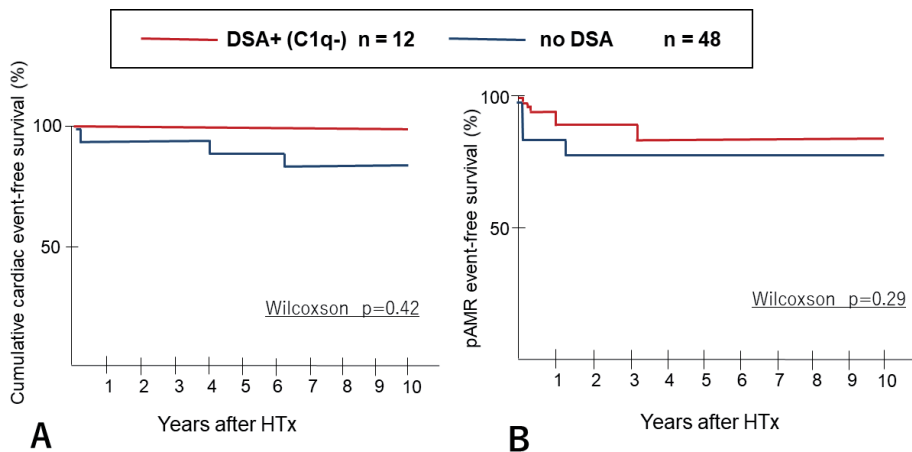 DSA+ (C1q-) n = 12
no DSA n = 48
Cumulative cardiac event-free survival (%)
100
50
Wilcoxson p=0.42
1 2 3 4 5 6 7 8 9 10
Years after HTx
A
pAMR event-free survival (%)
100
50
Wilcoxson p=0.29
1 2 3 4 5 6 7 8 9 10
Years after HTx
B